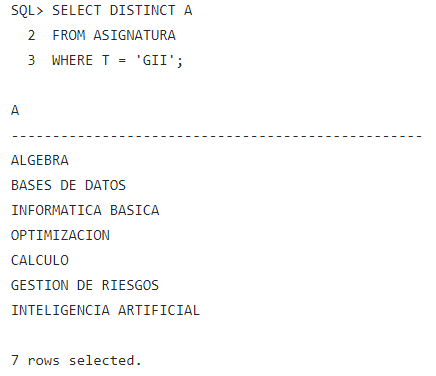 SQL> SELECT DISTINCT A
  2  FROM ASIGNATURA
  3  WHERE T = 'GII';

A
--------------------------------------------------
ALGEBRA
BASES DE DATOS
INFORMATICA BASICA
OPTIMIZACION
CALCULO
GESTION DE RIESGOS
INTELIGENCIA ARTIFICIAL

7 rows selected.